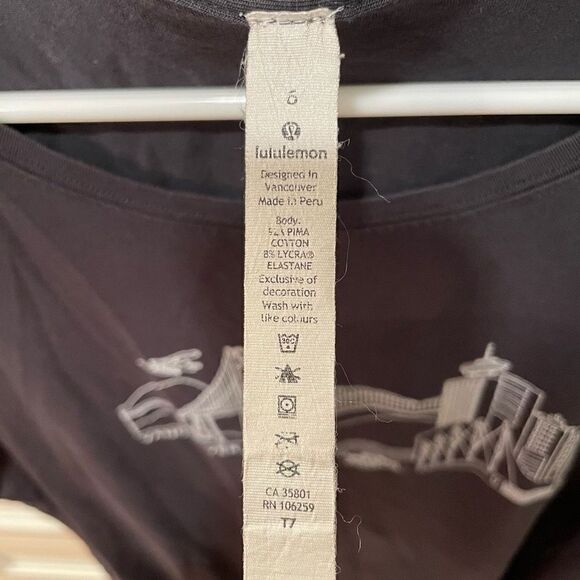 6
lululemon
Designed in
Vancouver
Made in Peru
Body:
92% PIMA
COTTON
8% LYCRA®
ELASTANE
Exclusive of
decoration
Wash with
like colours
30C
CA 35801
RN 106259
T7